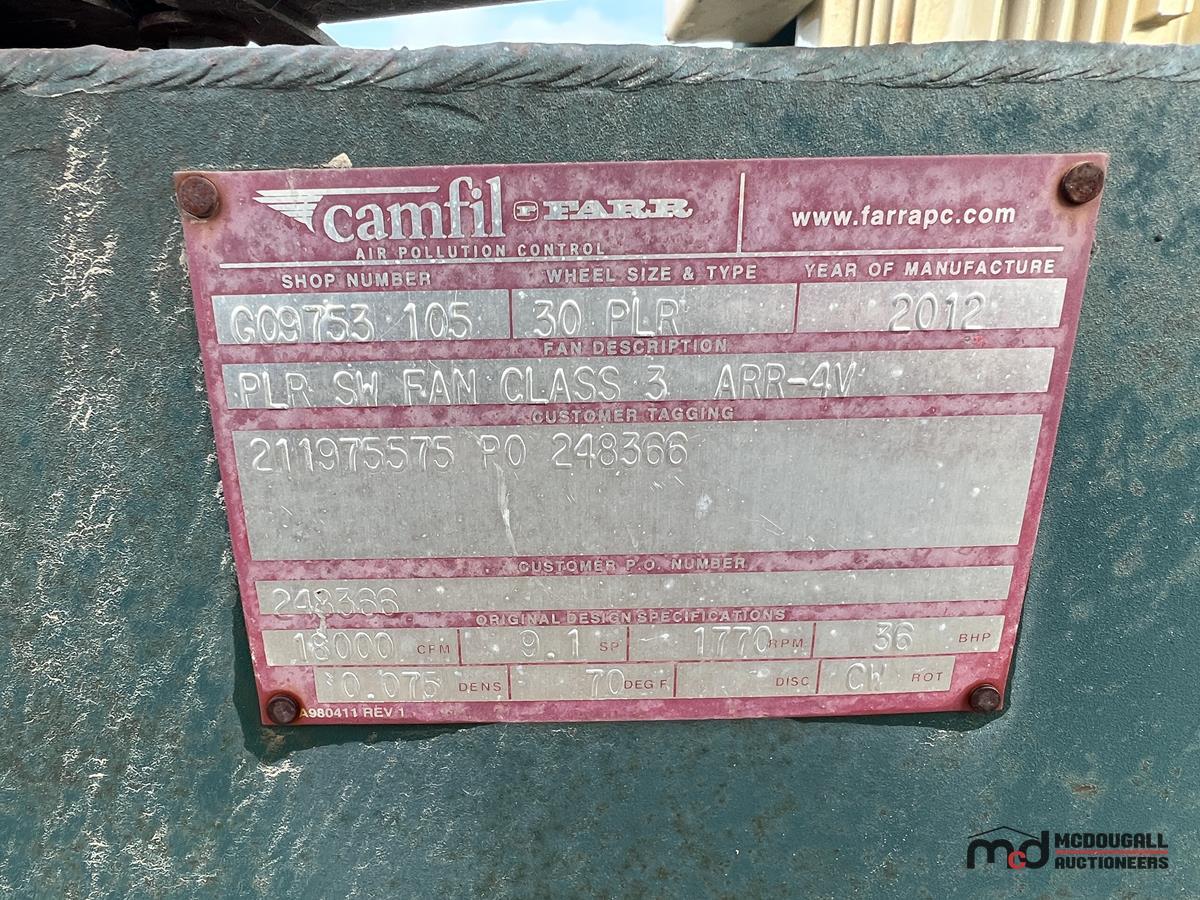 camfil FARR
AIR POLLUTION CONTROL
www.farrapc.com
SHOP NUMBER WHEEL SIZE & TYPE YEAR OF MANUFACTURE
G09753 105 30 PLR 2012
FAN DESCRIPTION
PLR SW FAN CLASS 3 ARR-4V
CUSTOMER TAGGING
211975575 PO 248366
CUSTOMER P.O. NUMBER
248366
ORIGINAL DESIGN SPECIFICATIONS
18000 CFM 9.1 SP 1770 RPM 36 BHP
0.075 DENS 70 DEG F DISC CW ROT
A980411 REV 1
mcd MCDOUGALL
AUCTIONEERS